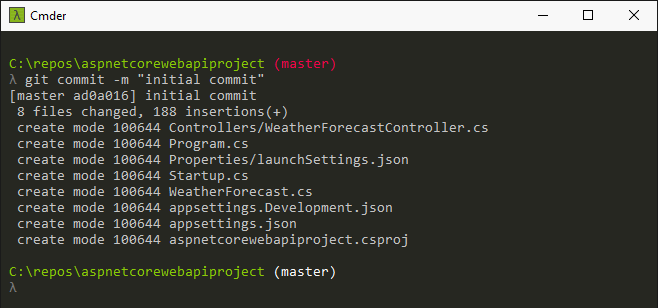 λ Cmder
C:\repos\aspnetcorewebapiproject (master)
λ git commit -m "initial commit"
[master ad0a016] initial commit
 8 files changed, 188 insertions(+)
 create mode 100644 Controllers/WeatherForecastController.cs
 create mode 100644 Program.cs
 create mode 100644 Properties/launchSettings.json
 create mode 100644 Startup.cs
 create mode 100644 WeatherForecast.cs
 create mode 100644 appsettings.Development.json
 create mode 100644 appsettings.json
 create mode 100644 aspnetcorewebapiproject.csproj
C:\repos\aspnetcorewebapiproject (master)
λ